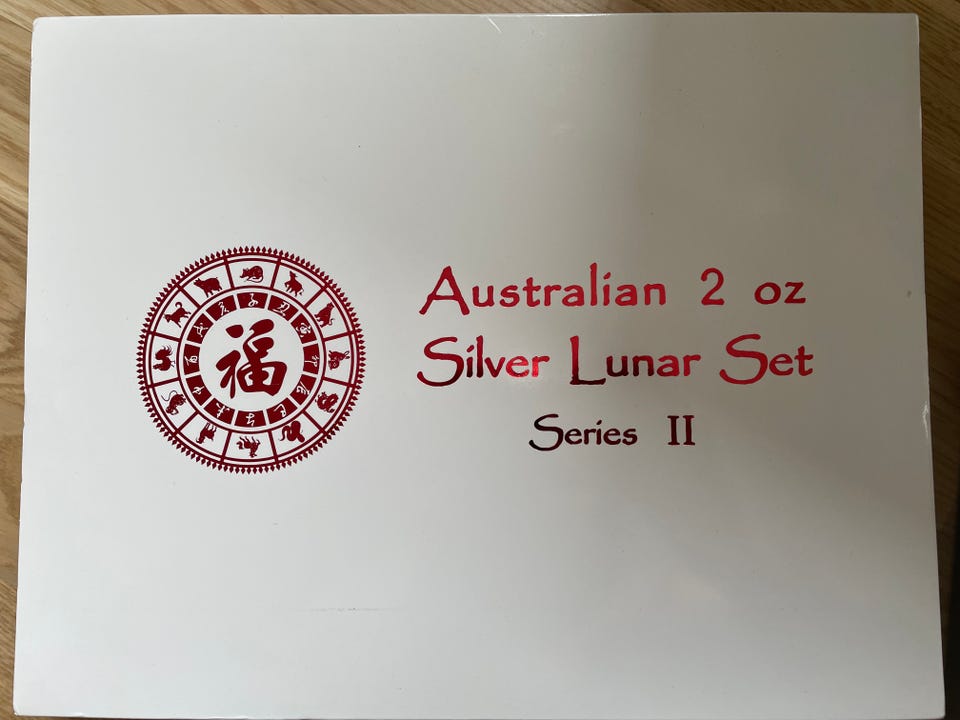 福
Australian 2 oz
Silver Lunar Set
Series II